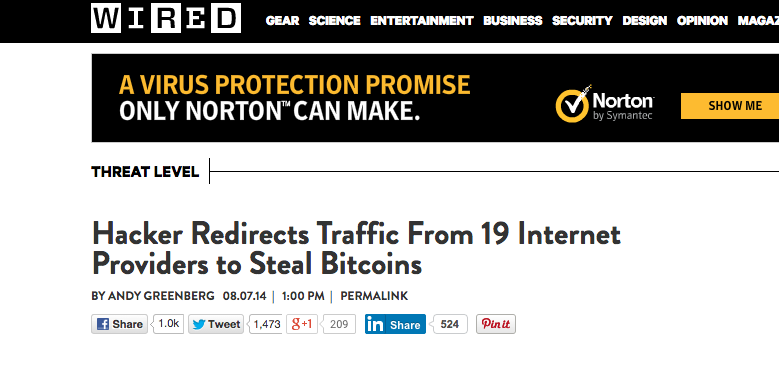 WIRED
GEAR SCIENCE ENTERTAINMENT BUSINESS SECURITY DESIGN OPINION MAGAZ
A VIRUS PROTECTION PROMISE
ONLY NORTON™ CAN MAKE.
Norton
by Symantec
SHOW ME
THREAT LEVEL
Hacker Redirects Traffic From 19 Internet
Providers to Steal Bitcoins
BY ANDY GREENBERG 08.07.14 | 1:00 PM | PERMALINK
f Share 1.0k Tweet 1,473 g+1 209 in Share 524 Pin it